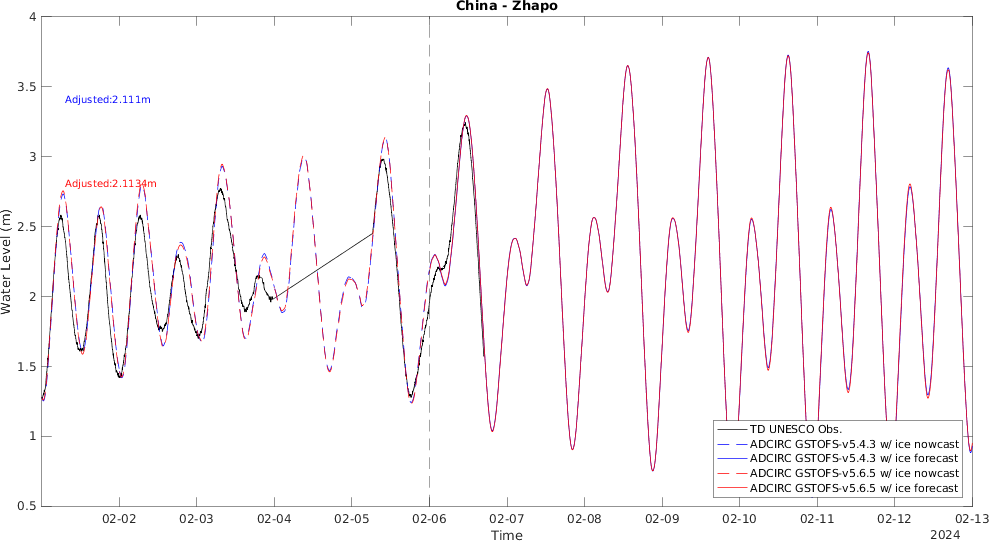 China - Zhapo
4
3.5
3
2.5
2
1.5
1
0.5
Water Level (m)
Adjusted:2.111m
Adjusted:2.1134m
TD UNESCO Obs.
ADCIRC GSTOFS-v5.4.3 w/ ice nowcast
ADCIRC GSTOFS-v5.4.3 w/ ice forecast
ADCIRC GSTOFS-v5.6.5 w/ ice nowcast
ADCIRC GSTOFS-v5.6.5 w/ ice forecast
02-02 02-03 02-04 02-05 02-06 02-07 02-08 02-09 02-10 02-11 02-12 02-13
Time
2024